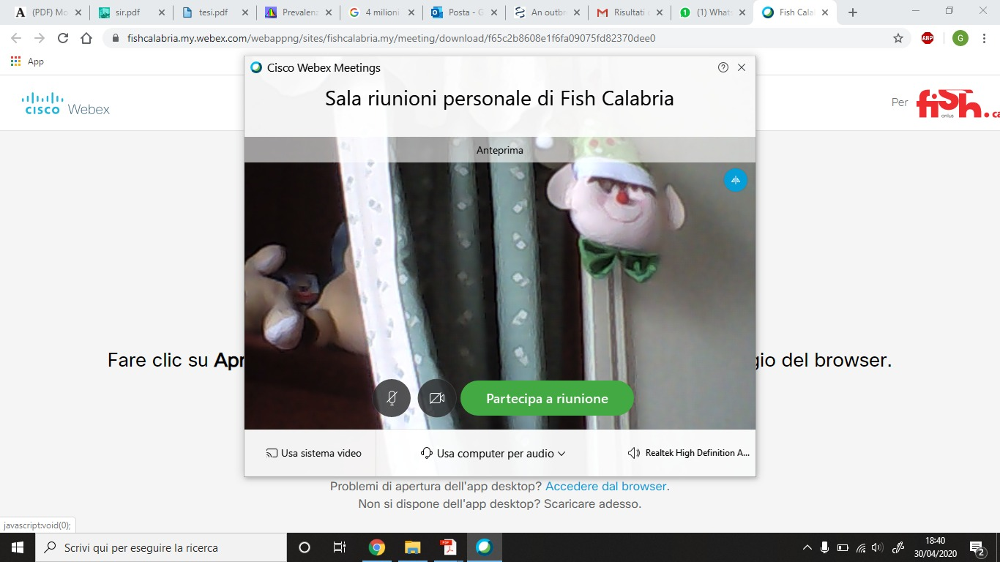 (PDF) Mo
sir.pdf
tesi.pdf
Prevalenz
4 milioni
Posta - G
An outbr
Risultati
(1) Whats
Fish Cala
fishcalabria.my.webex.com/webappng/sites/fishcalabria.my/meeting/download/f65c2b8608e1f6fa09075fd82370dee0
ABP
G
App
Cisco Webex Meetings
Sala riunioni personale di Fish Calabria
cisco Webex
Per fish. ca
onlus
Anteprima
Fare clic su Apr
gio del browser.
Partecipa a riunione
Usa sistema video
Usa computer per audio
Realtek High Definition A...
Problemi di apertura dell'app desktop? Accedere dal browser.
Non si dispone dell'app desktop? Scaricare adesso.
javascript:void(0);
Scrivi qui per eseguire la ricerca
18:40
30/04/2020
2